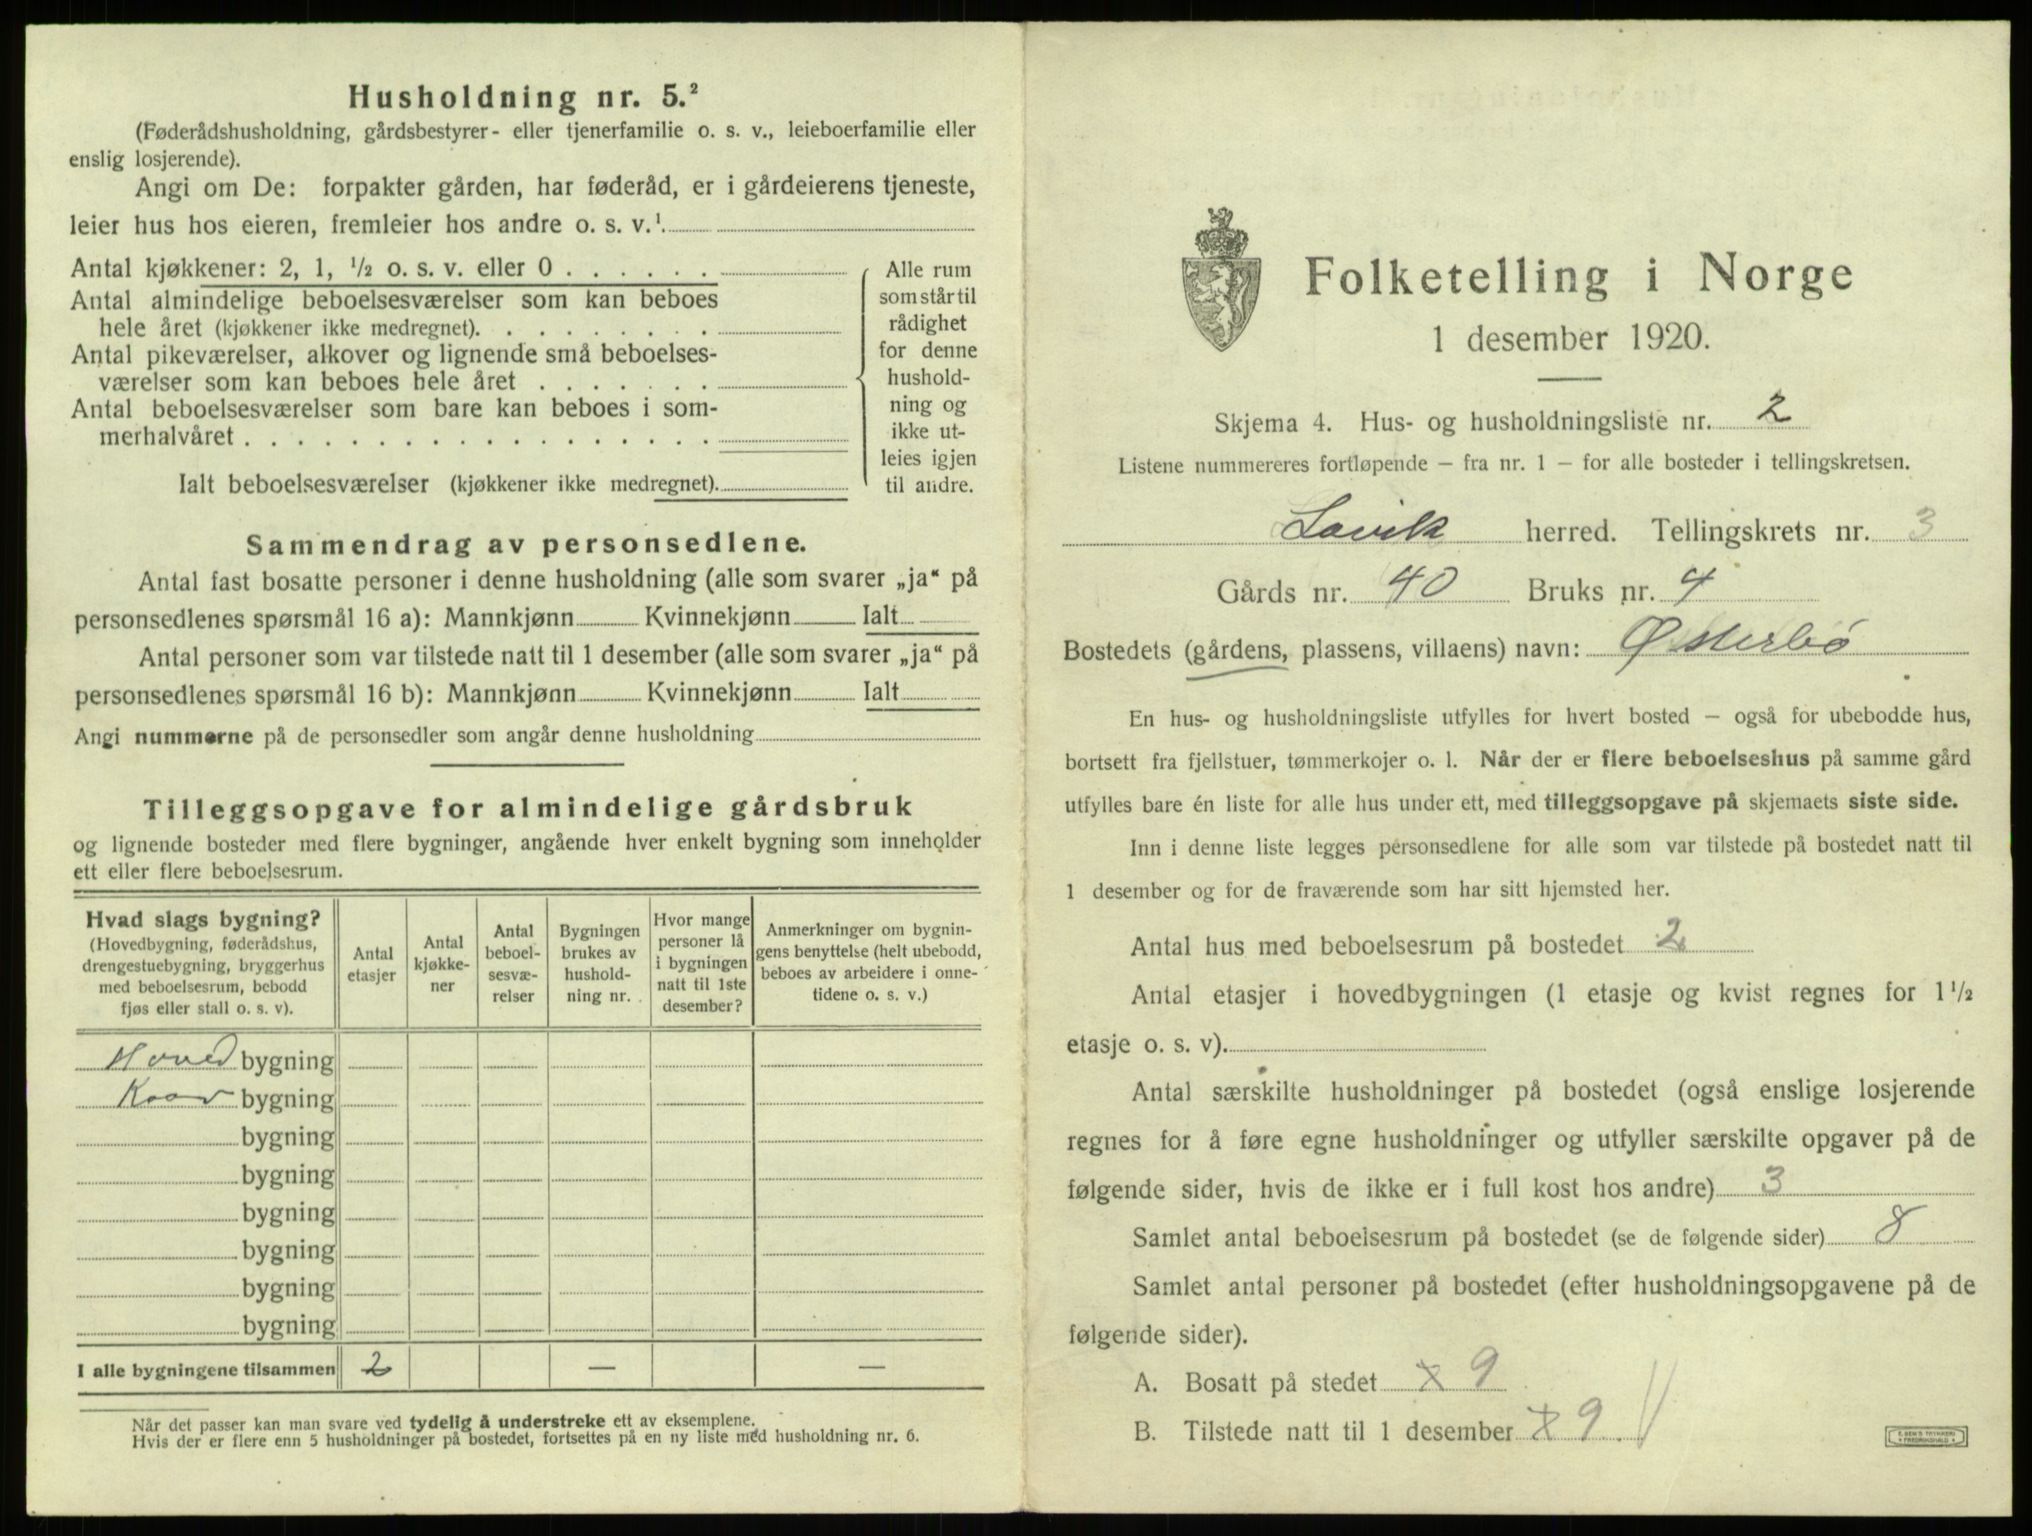 Husholdning nr. 5.²
(Føderådshusholdning, gårdsbestyrer- eller tjenerfamilie o. s. v., leieboerfamilie eller
enslig losjerende).
Angi om De: forpakter gården, har føderåd, er i gårdeierens tjeneste,
leier hus hos eieren, fremleier hos andre o. s. v.¹
Antal kjøkkener: 2, 1, ½ o. s. v. eller 0 . . . . . .
Antal almindelige beboelsesværelser som kan beboes
hele året (kjøkkener ikke medregnet). . . . . . . . .
Antal pikeværelser, alkover og lignende små beboelses-
værelser som kan beboes hele året . . . . . . .
Antal beboelsesværelser som bare kan beboes i som-
merhalvåret . . . . . . . . . . . . . . . . . .
Ialt beboelsesværelser (kjøkkener ikke medregnet).
Alle rum
som står til
rådighet
for denne
hushold-
ning og
ikke ut-
leies igjen
til andre.
Sammendrag av personsedlene.
Antal fast bosatte personer i denne husholdning (alle som svarer „ja“ på
personsedlenes spørsmål 16 a): Mannkjønn Kvinnekjønn Ialt
Antal personer som var tilstede natt til 1 desember (alle som svarer „ja“ på
personsedlenes spørsmål 16 b): Mannkjønn Kvinnekjønn Ialt
Angi nummerne på de personsedler som angår denne husholdning
Tilleggsopgave for almindelige gårdsbruk
og lignende bosteder med flere bygninger, angående hver enkelt bygning som inneholder
ett eller flere beboelsesrum.
Hvad slags bygning?
(Hovedbygning, føderådshus,
drengestuebygning, bryggerhus
med beboelsesrum, bebodd
fjøs eller stall o. s. v).
Antal
etasjer
Antal
kjøkke-
ner
Antal
beboel-
sesvæ-
relser
Bygningen
brukes av
hushold-
ning nr.
Hvor mange
personer lå
i bygningen
natt til 1ste
desember?
Anmerkninger om bygnin-
gens benyttelse (helt ubebodd,
beboes av arbeidere i onne-
tidene o. s. v.)
Hoved bygning
bygning
bygning
bygning
bygning
bygning
bygning
bygning
I alle bygningene tilsammen 2 — —
Når det passer kan man svare ved tydelig å understreke ett av eksemplene.
Hvis der er flere enn 5 husholdninger på bostedet, fortsettes på en ny liste med husholdning nr. 6.
Folketelling i Norge
1 desember 1920.
Skjema 4. Hus- og husholdningsliste nr. 2
Listene nummereres fortløpende — fra nr. 1 — for alle bosteder i tellingskretsen.
Lavik herred. Tellingskrets nr. 3
Gårds nr. 40 Bruks nr. 4
Bostedets (gårdens, plassens, villaens) navn: Østerbø
En hus- og husholdningsliste utfylles for hvert bosted — også for ubebodde hus,
bortsett fra fjellstuer, tømmerkojer o. l. Når der er flere beboelseshus på samme gård
utfylles bare én liste for alle hus under ett, med tilleggsopgave på skjemaets siste side.
Inn i denne liste legges personsedlene for alle som var tilstede på bostedet natt til
1 desember og for de fraværende som har sitt hjemsted her.
Antal hus med beboelsesrum på bostedet 2
Antal etasjer i hovedbygningen (1 etasje og kvist regnes for 1½
etasje o. s. v).
Antal særskilte husholdninger på bostedet (også enslige losjerende
regnes for å føre egne husholdninger og utfyller særskilte opgaver på de
følgende sider, hvis de ikke er i full kost hos andre) 3
Samlet antal beboelsesrum på bostedet (se de følgende sider) 8
Samlet antal personer på bostedet (efter husholdningsopgavene på de
følgende sider).
A. Bosatt på stedet x 9
B. Tilstede natt til 1 desember x 9